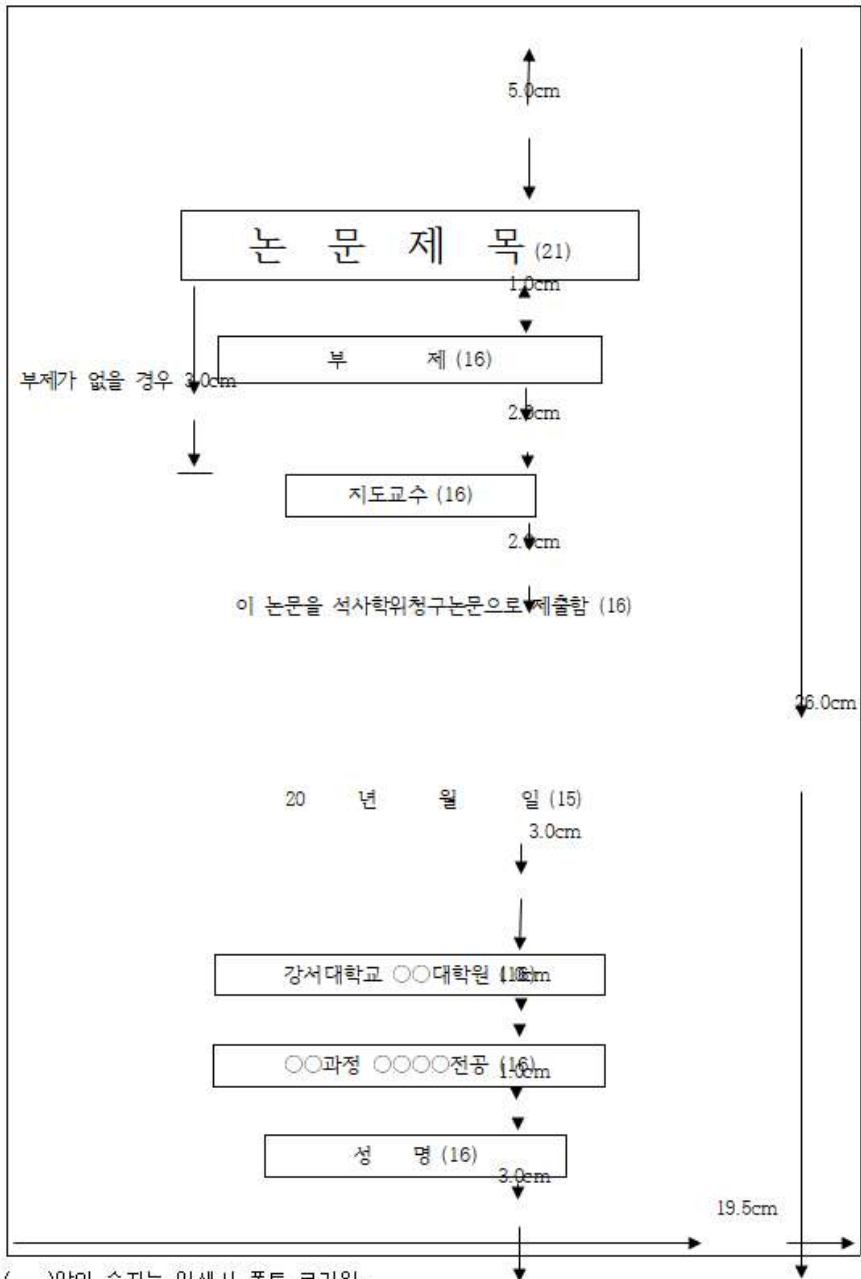 5.0cm
논 문 제 목 (21)
1.0cm
부 제 (16)
부제가 없을 경우 3.0cm
2.0cm
지도교수 (16)
2.0cm
이 논문을 석사학위청구논문으로 제출함 (16)
26.0cm
20 년 월 일 (15)
3.0cm
강서대학교 ○○대학원
○○과정 ○○○○전공 (16)
1.0cm
성 명 (16)
3.0cm
19.5cm